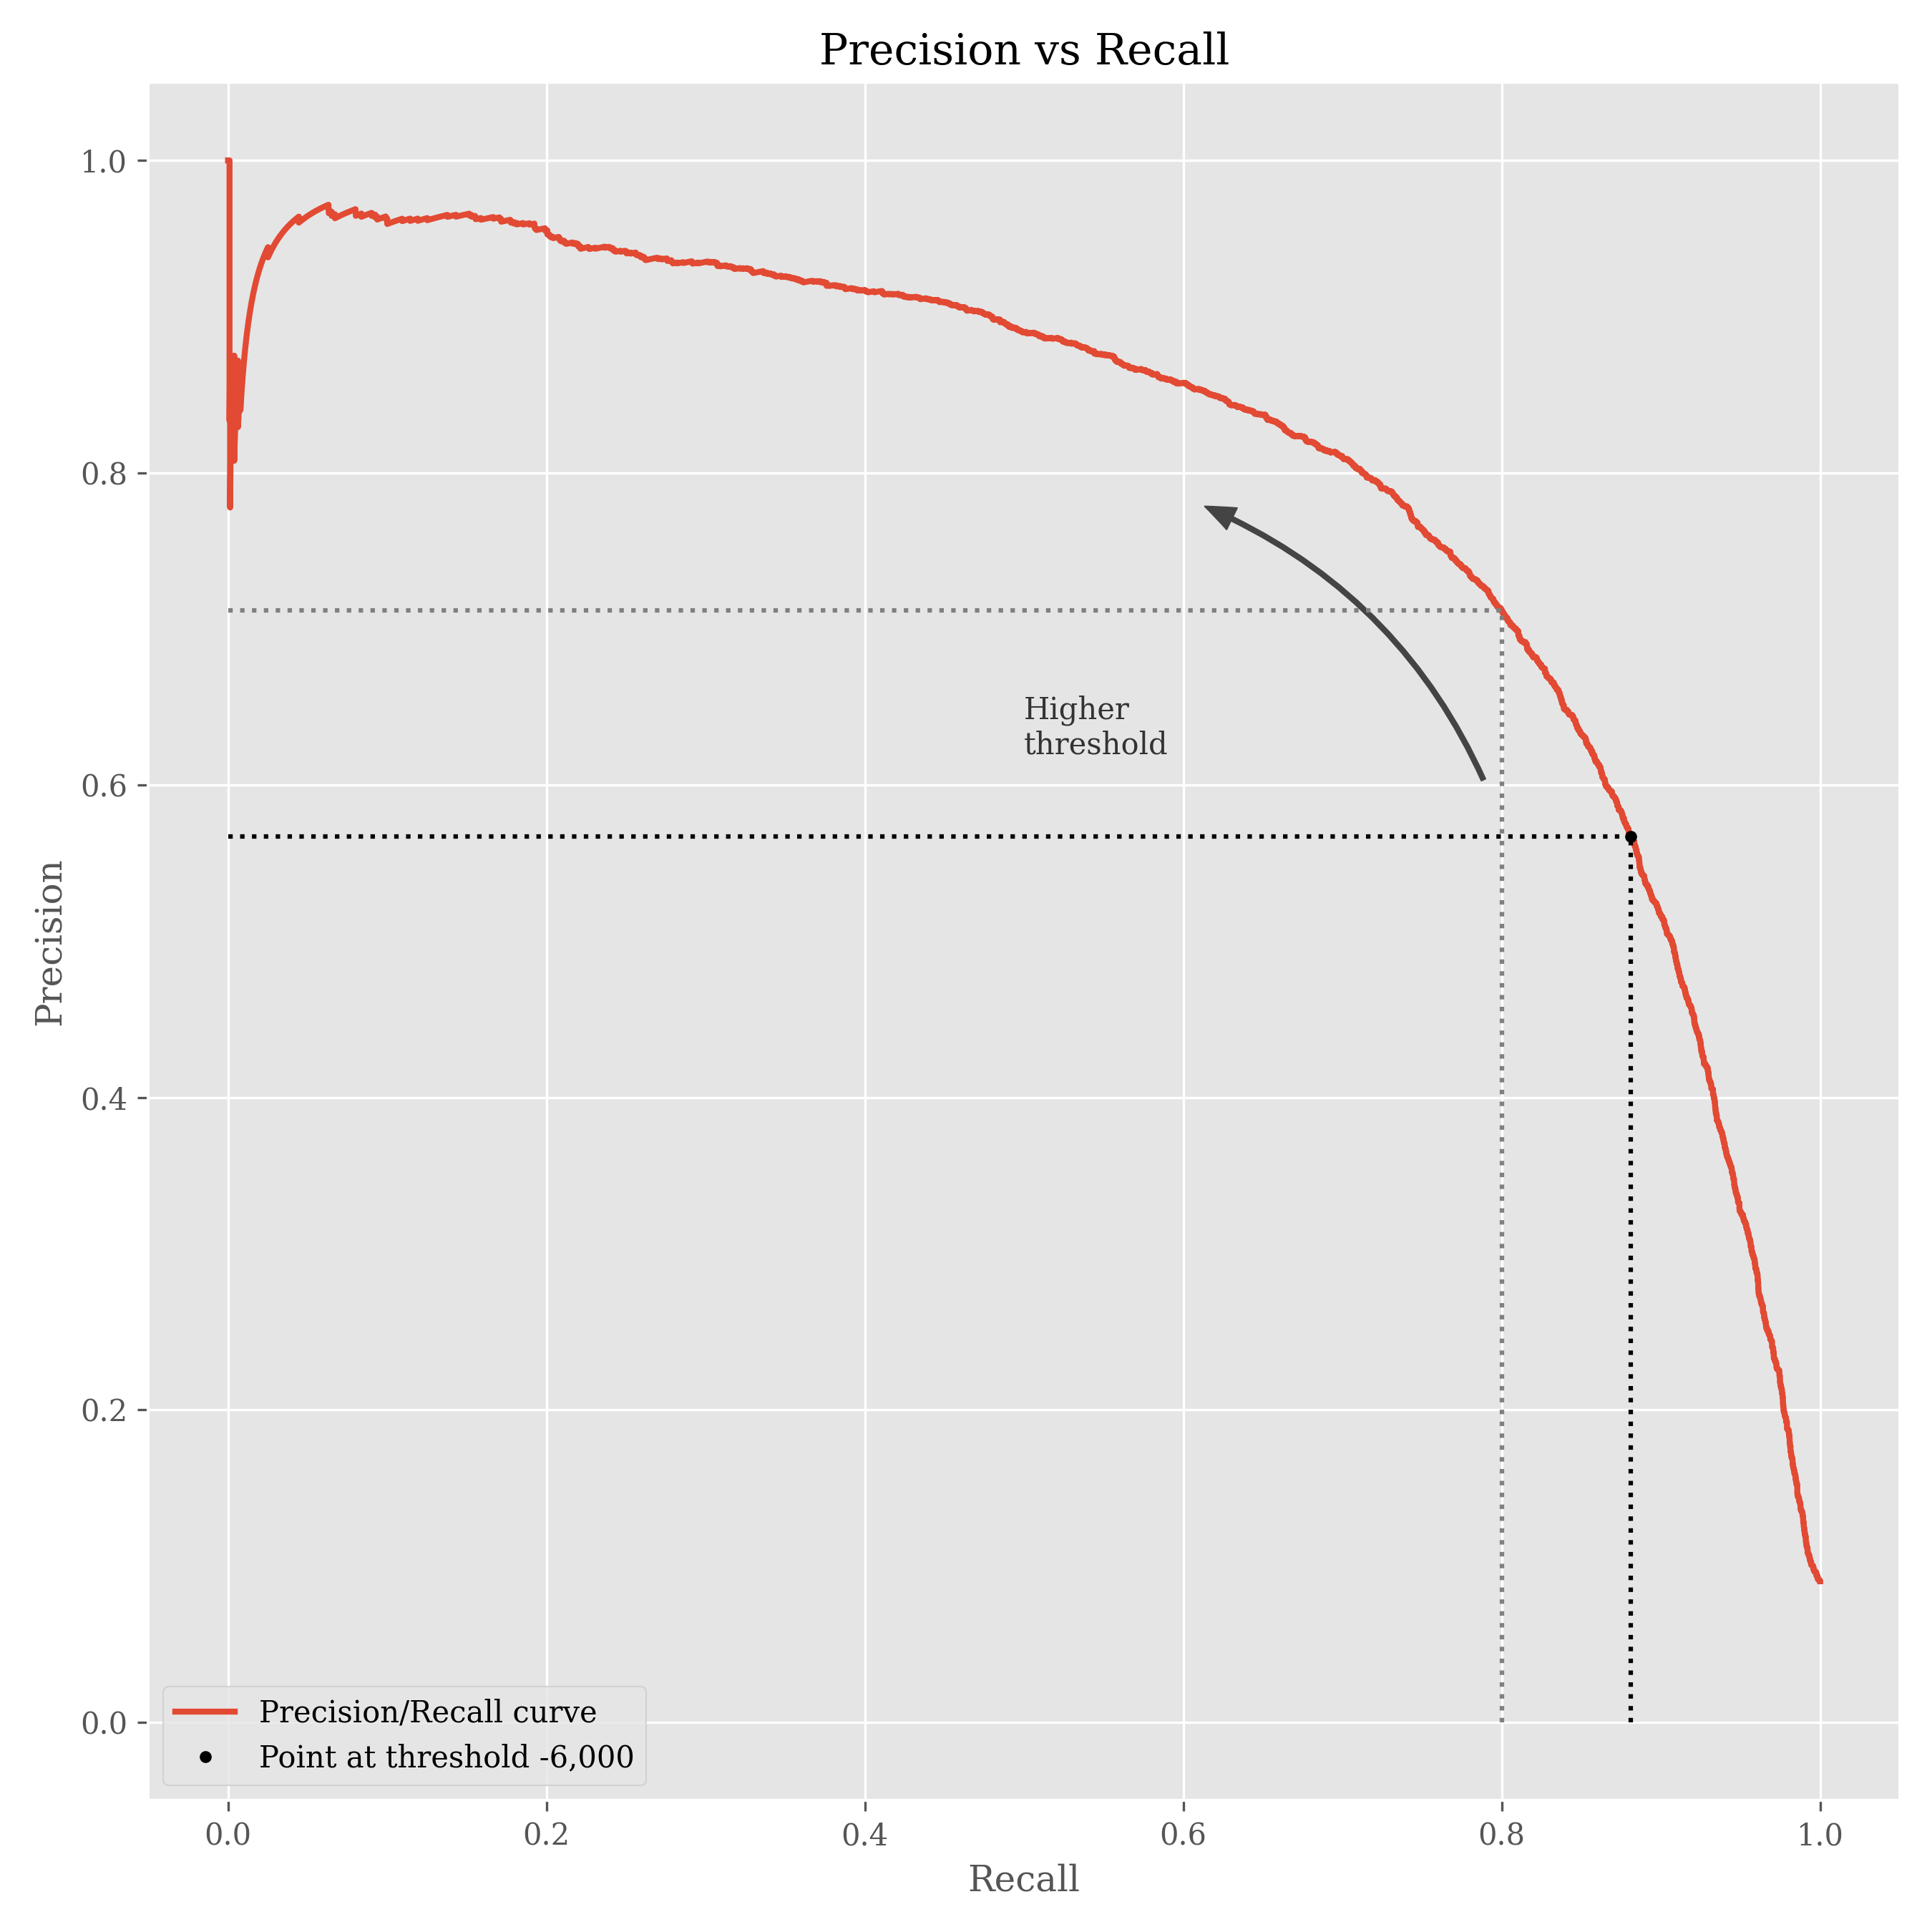 Precision vs Recall
1.0
0.8
0.6
0.4
0.2
0.0
Precision
Higher
threshold
Precision/Recall curve
Point at threshold -6,000
0.0 0.2 0.4 0.6 0.8 1.0
Recall